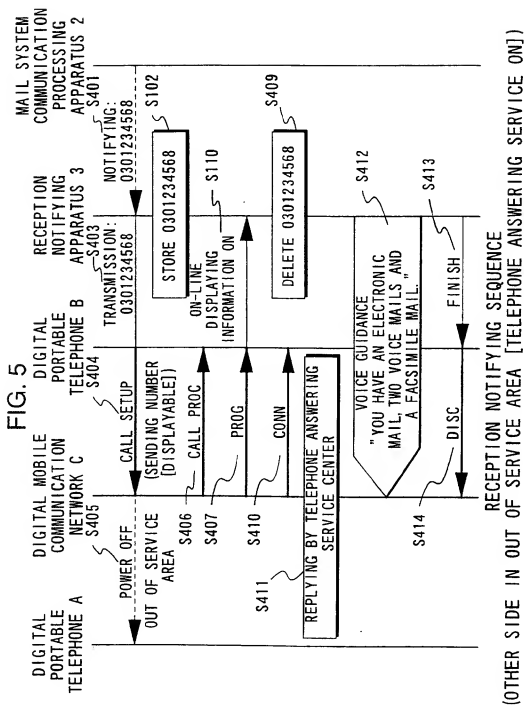 FIG. 5
DIGITAL
PORTABLE
TELEPHONE A
DIGITAL MOBILE
COMMUNICATION
NETWORK C
DIGITAL
PORTABLE
TELEPHONE B
RECEPTION
NOTIFYING
APPARATUS 3
MAIL SYSTEM
COMMUNICATION
PROCESSING
APPARATUS 2
S405
S404
S403
S401
POWER OFF
CALL SETUP
TRANSMISSION:
0301234568
NOTIFYING:
0301234568
OUT OF SERVICE
AREA
(SENDING NUMBER
[DISPLAYABLE])
STORE 0301234568
S102
S406
CALL PROC
ON-LINE
DISPLAYING
INFORMATION ON
S110
S407
PROG
S410
CONN
DELETE 0301234568
S409
S411
REPLYING BY TELEPHONE ANSWERING
SERVICE CENTER
VOICE GUIDANCE
"YOU HAVE AN ELECTRONIC
MAIL, TWO VOICE MAILS AND
A FACSIMILE MAIL."
S412
S414
DISC
FINISH
S413
RECEPTION NOTIFYING SEQUENCE
(OTHER SIDE IN OUT OF SERVICE AREA [TELEPHONE ANSWERING SERVICE ON])